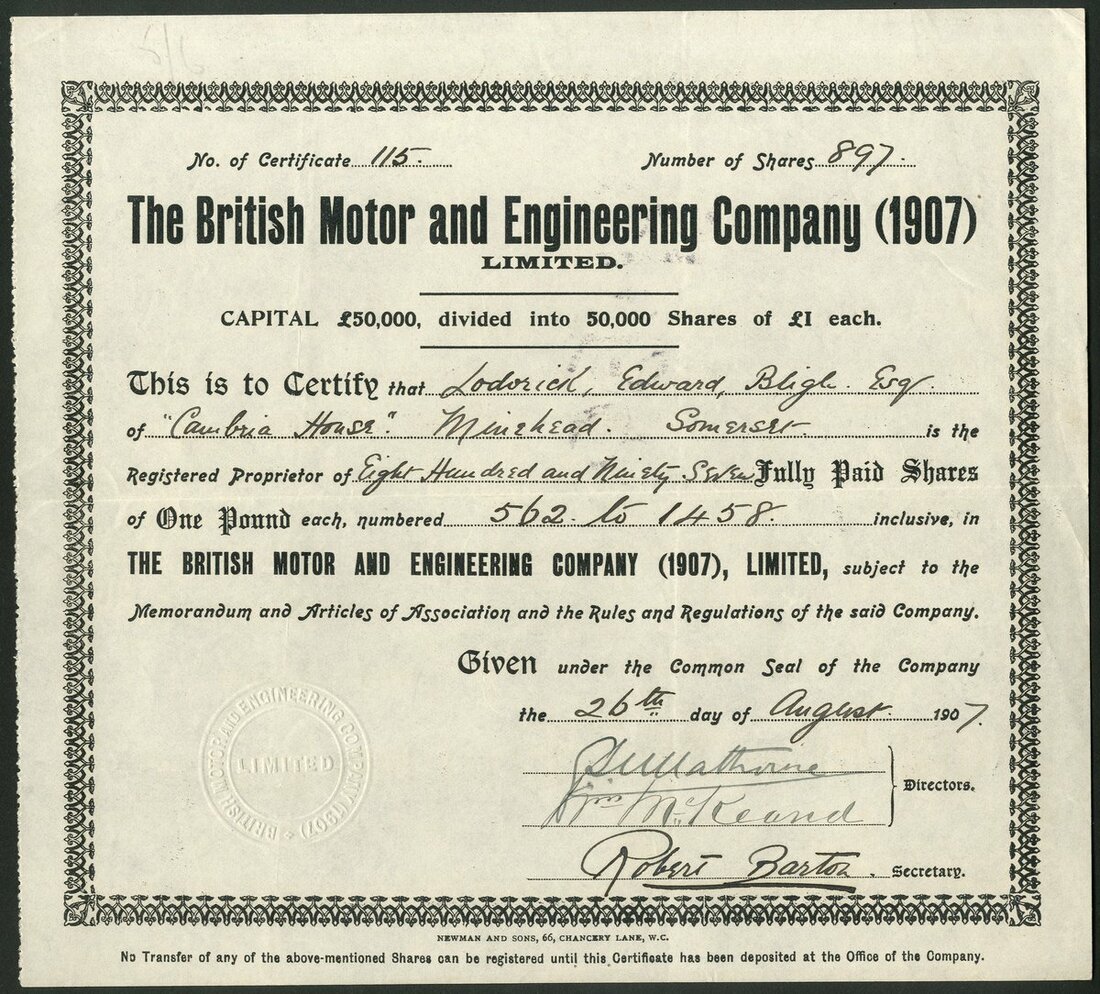 No. of Certificate 115. Number of Shares 897.
The British Motor and Engineering Company (1907)
LIMITED.
CAPITAL £50,000, divided into 50,000 Shares of £1 each.
This is to Certify that Lodorick, Edward, Bligh. Esqr.
of "Cambria House". Minehead. Somerset. is the
Registered Proprietor of Eight Hundred and Ninety Seven Fully Paid Shares
of One Pound each, numbered 562. to 1458. inclusive, in
THE BRITISH MOTOR AND ENGINEERING COMPANY (1907), LIMITED, subject to the
Memorandum and Articles of Association and the Rules and Regulations of the said Company.
Given under the Common Seal of the Company
the 26th day of August. 1907.
Directors.
Wm McKeand
Robert Barton. Secretary.
BRITISH MOTOR AND ENGINEERING COMPANY (1907)
LIMITED
NEWMAN AND SONS, 66, CHANCERY LANE, W.C.
No Transfer of any of the above-mentioned Shares can be registered until this Certificate has been deposited at the Office of the Company.